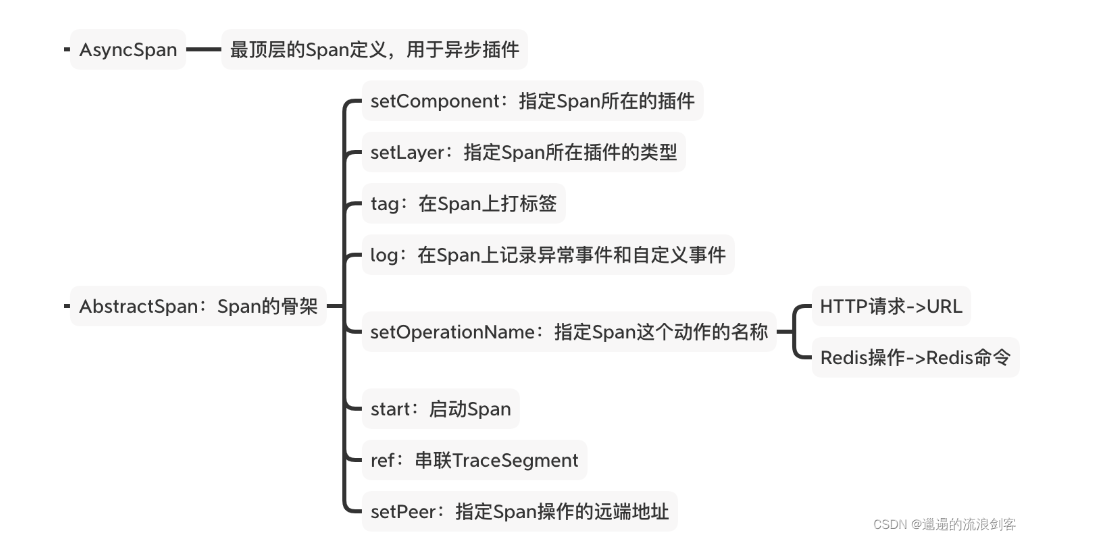 AsyncSpan
最顶层的Span定义，用于异步插件
setComponent：指定Span所在的插件
setLayer：指定Span所在插件的类型
tag：在Span上打标签
log：在Span上记录异常事件和自定义事件
AbstractSpan：Span的骨架
setOperationName：指定Span这个动作的名称
HTTP请求->URL
Redis操作->Redis命令
start：启动Span
ref：串联TraceSegment
setPeer：指定Span操作的远端地址
CSDN @邋遢的流浪剑客